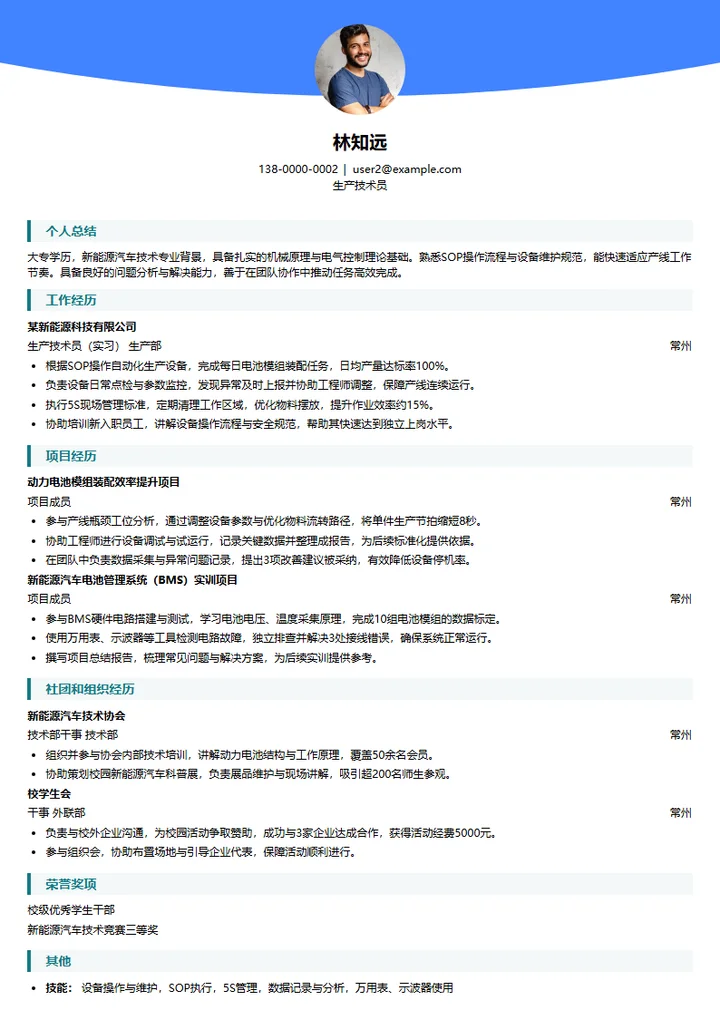 林知远
138-0000-0002 | user2@example.com
生产技术员
个人总结
大专学历，新能源汽车技术专业背景，具备扎实的机械原理与电气控制理论基础。熟悉SOP操作流程与设备维护规范，能快速适应产线工作
节奏。具备良好的问题分析与解决能力，善于在团队协作中推动任务高效完成。
工作经历
某新能源科技有限公司
生产技术员（实习） 生产部 常州
• 根据SOP操作自动化生产设备，完成每日电池模组装配任务，日均产量达标率100%。
• 负责设备日常点检与参数监控，发现异常及时上报并协助工程师调整，保障产线连续运行。
• 执行5S现场管理标准，定期清理工作区域，优化物料摆放，提升作业效率约15%。
• 协助培训新入职员工，讲解设备操作流程与安全规范，帮助其快速达到独立上岗水平。
项目经历
动力电池模组装配效率提升项目
项目成员 常州
• 参与产线瓶颈工位分析，通过调整设备参数与优化物料流转路径，将单件生产节拍缩短8秒。
• 协助工程师进行设备调试与试运行，记录关键数据并整理成报告，为后续标准化提供依据。
• 在团队中负责数据采集与异常问题记录，提出3项改善建议被采纳，有效降低设备停机率。
新能源汽车电池管理系统（BMS）实训项目
项目成员 常州
• 参与BMS硬件电路搭建与测试，学习电池电压、温度采集原理，完成10组电池模组的数据标定。
• 使用万用表、示波器等工具检测电路故障，独立排查并解决3处接线错误，确保系统正常运行。
• 撰写项目总结报告，梳理常见问题与解决方案，为后续实训提供参考。
社团和组织经历
新能源汽车技术协会
技术部干事 技术部 常州
• 组织并参与协会内部技术培训，讲解动力电池结构与工作原理，覆盖50余名会员。
• 协助策划校园新能源汽车科普展，负责展品维护与现场讲解，吸引超200名师生参观。
校学生会
干事 外联部 常州
• 负责与校外企业沟通，为校园活动争取赞助，成功与3家企业达成合作，获得活动经费5000元。
• 参与组织会，协助布置场地与引导企业代表，保障活动顺利进行。
荣誉奖项
校级优秀学生干部
新能源汽车技术竞赛三等奖
其他
• 技能： 设备操作与维护，SOP执行，5S管理，数据记录与分析，万用表、示波器使用